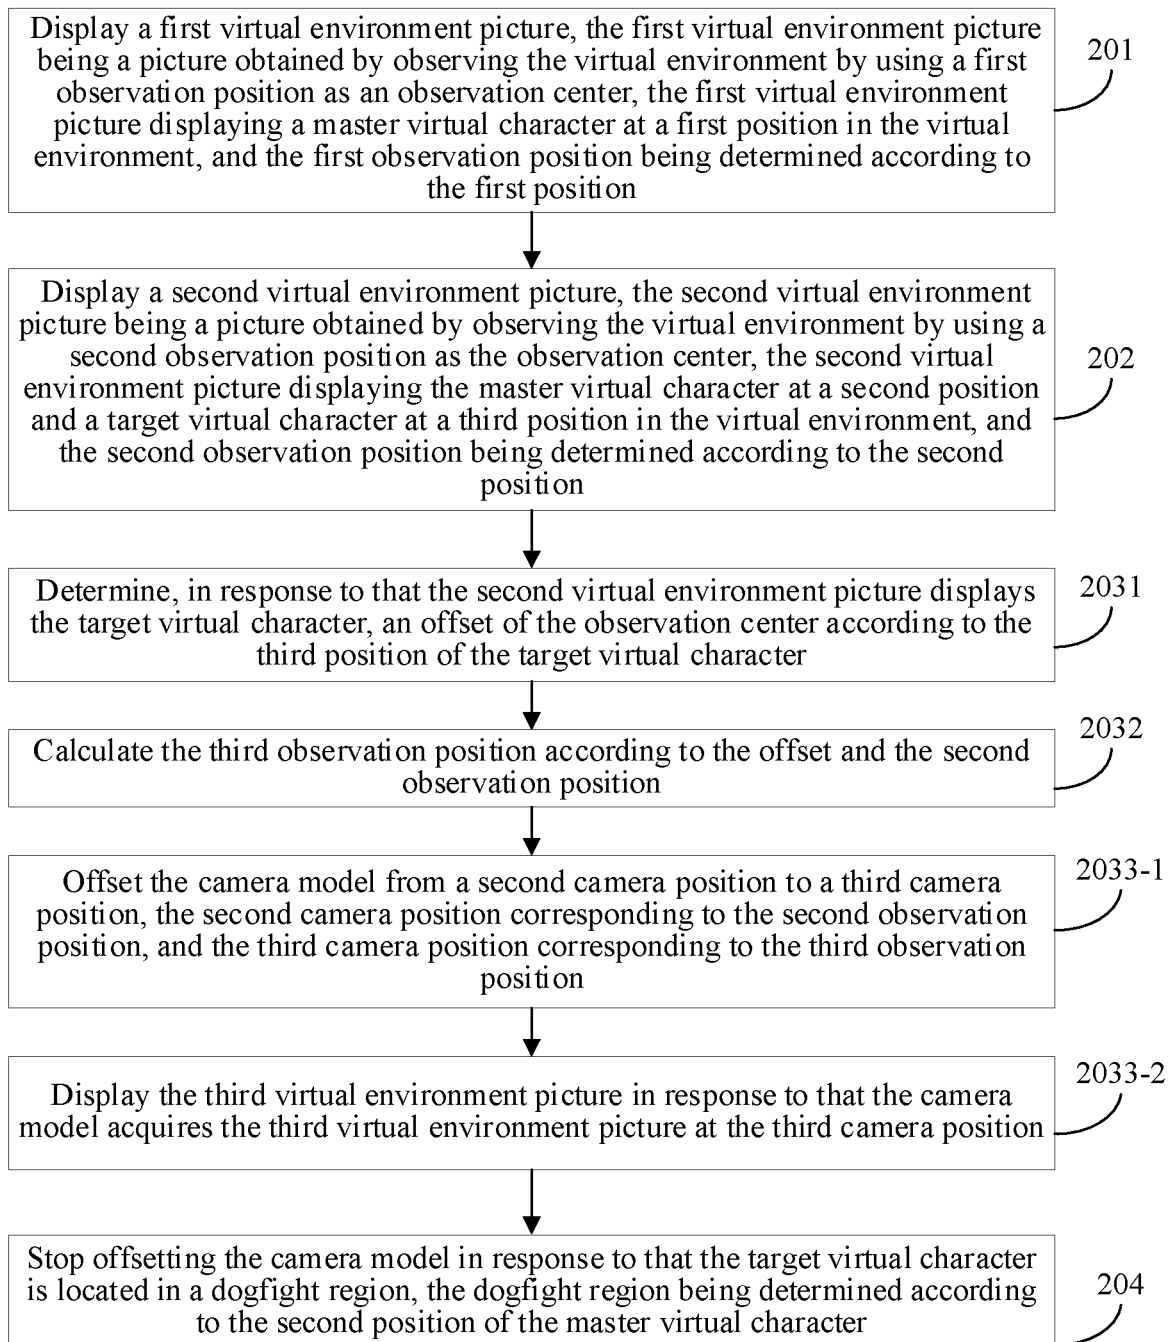 Display a first virtual environment picture, the first virtual environment picture
being a picture obtained by observing the virtual environment by using a first
observation position as an observation center, the first virtual environment
picture displaying a master virtual character at a first position in the virtual
environment, and the first observation position being determined according to
the first position
201
Display a second virtual environment picture, the second virtual environment
picture being a picture obtained by observing the virtual environment by using a
second observation position as the observation center, the second virtual
environment picture displaying the master virtual character at a second position
and a target virtual character at a third position in the virtual environment, and
the second observation position being determined according to the second
position
202
Determine, in response to that the second virtual environment picture displays
the target virtual character, an offset of the observation center according to the
third position of the target virtual character
2031
Calculate the third observation position according to the offset and the second
observation position
2032
Offset the camera model from a second camera position to a third camera
position, the second camera position corresponding to the second observation
position, and the third camera position corresponding to the third observation
position
2033-1
Display the third virtual environment picture in response to that the camera
model acquires the third virtual environment picture at the third camera position
2033-2
Stop offsetting the camera model in response to that the target virtual character
is located in a dogfight region, the dogfight region being determined according
to the second position of the master virtual character
204